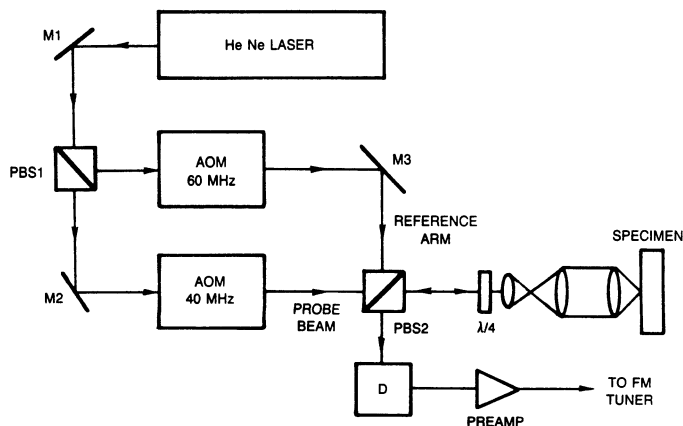 M1
He Ne LASER
PBS1
AOM
60 MHz
M3
REFERENCE
ARM
SPECIMEN
M2
AOM
40 MHz
PROBE
BEAM
PBS2
λ/4
D
PREAMP
TO FM
TUNER